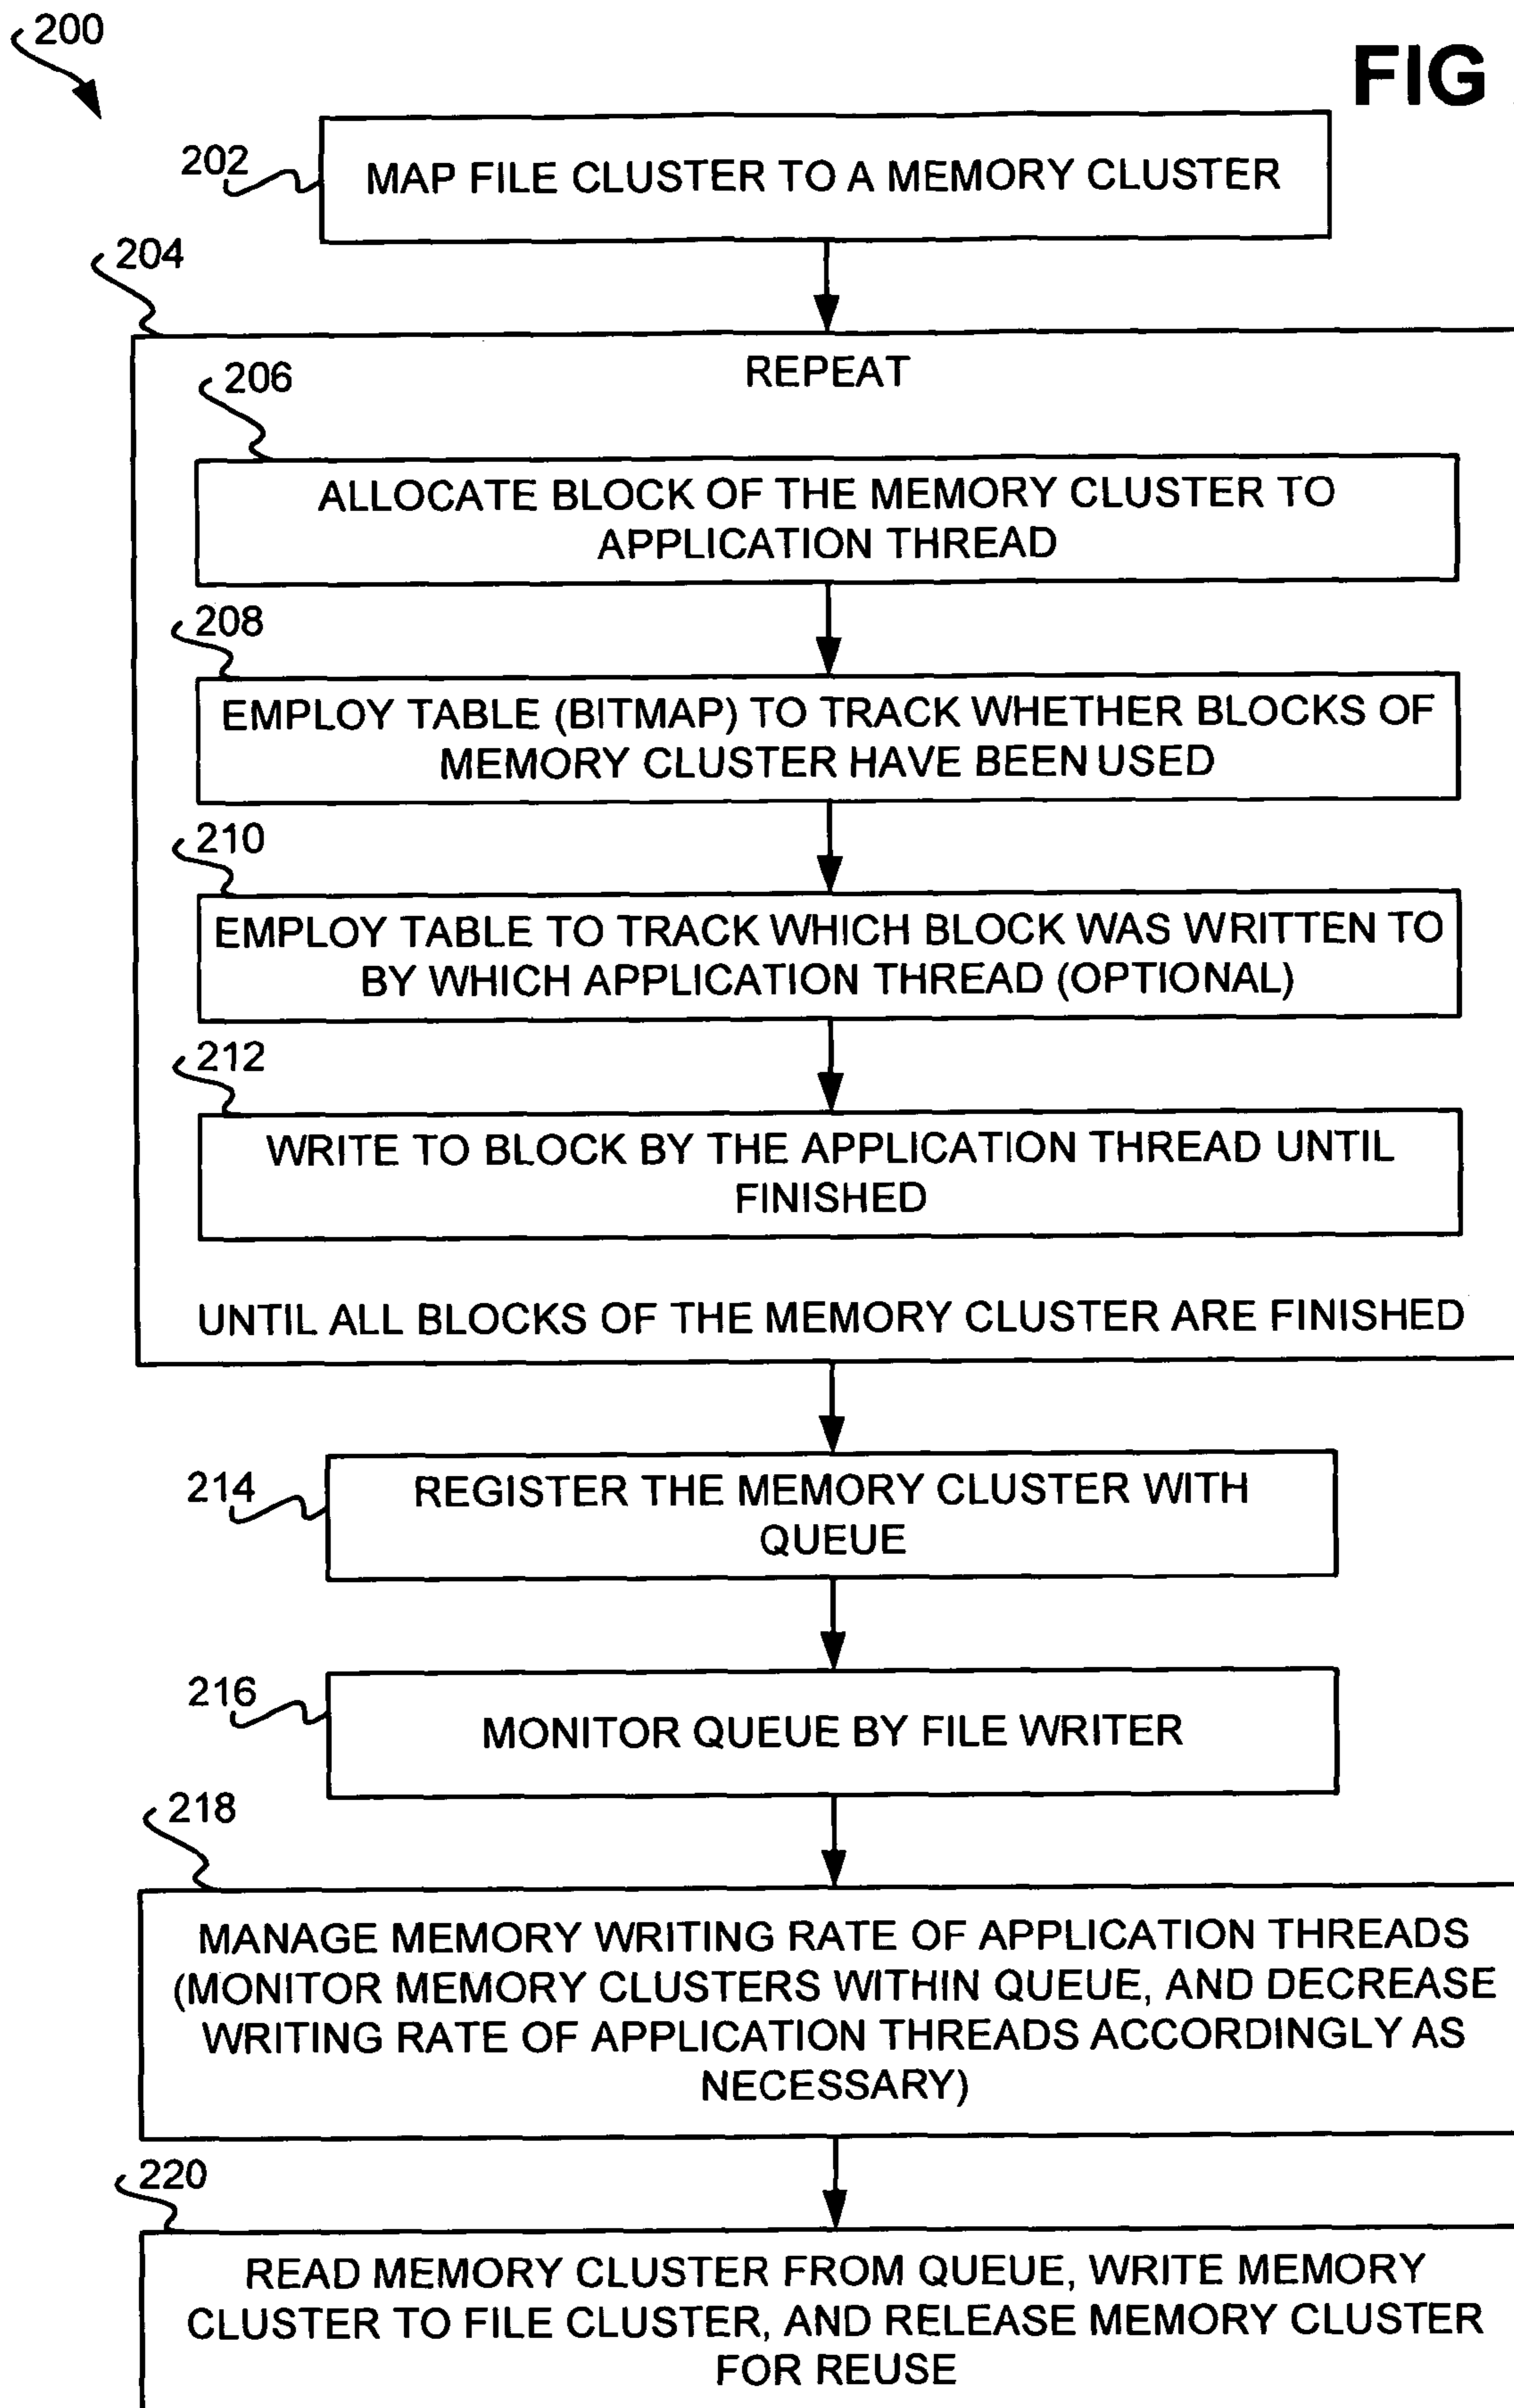 200
FIG
202
MAP FILE CLUSTER TO A MEMORY CLUSTER
204
REPEAT
206
ALLOCATE BLOCK OF THE MEMORY CLUSTER TO
APPLICATION THREAD
208
EMPLOY TABLE (BITMAP) TO TRACK WHETHER BLOCKS OF
MEMORY CLUSTER HAVE BEEN USED
210
EMPLOY TABLE TO TRACK WHICH BLOCK WAS WRITTEN TO
BY WHICH APPLICATION THREAD (OPTIONAL)
212
WRITE TO BLOCK BY THE APPLICATION THREAD UNTIL
FINISHED
UNTIL ALL BLOCKS OF THE MEMORY CLUSTER ARE FINISHED
214
REGISTER THE MEMORY CLUSTER WITH
QUEUE
216
MONITOR QUEUE BY FILE WRITER
218
MANAGE MEMORY WRITING RATE OF APPLICATION THREADS
(MONITOR MEMORY CLUSTERS WITHIN QUEUE, AND DECREASE
WRITING RATE OF APPLICATION THREADS ACCORDINGLY AS
NECESSARY)
220
READ MEMORY CLUSTER FROM QUEUE, WRITE MEMORY
CLUSTER TO FILE CLUSTER, AND RELEASE MEMORY CLUSTER
FOR REUSE